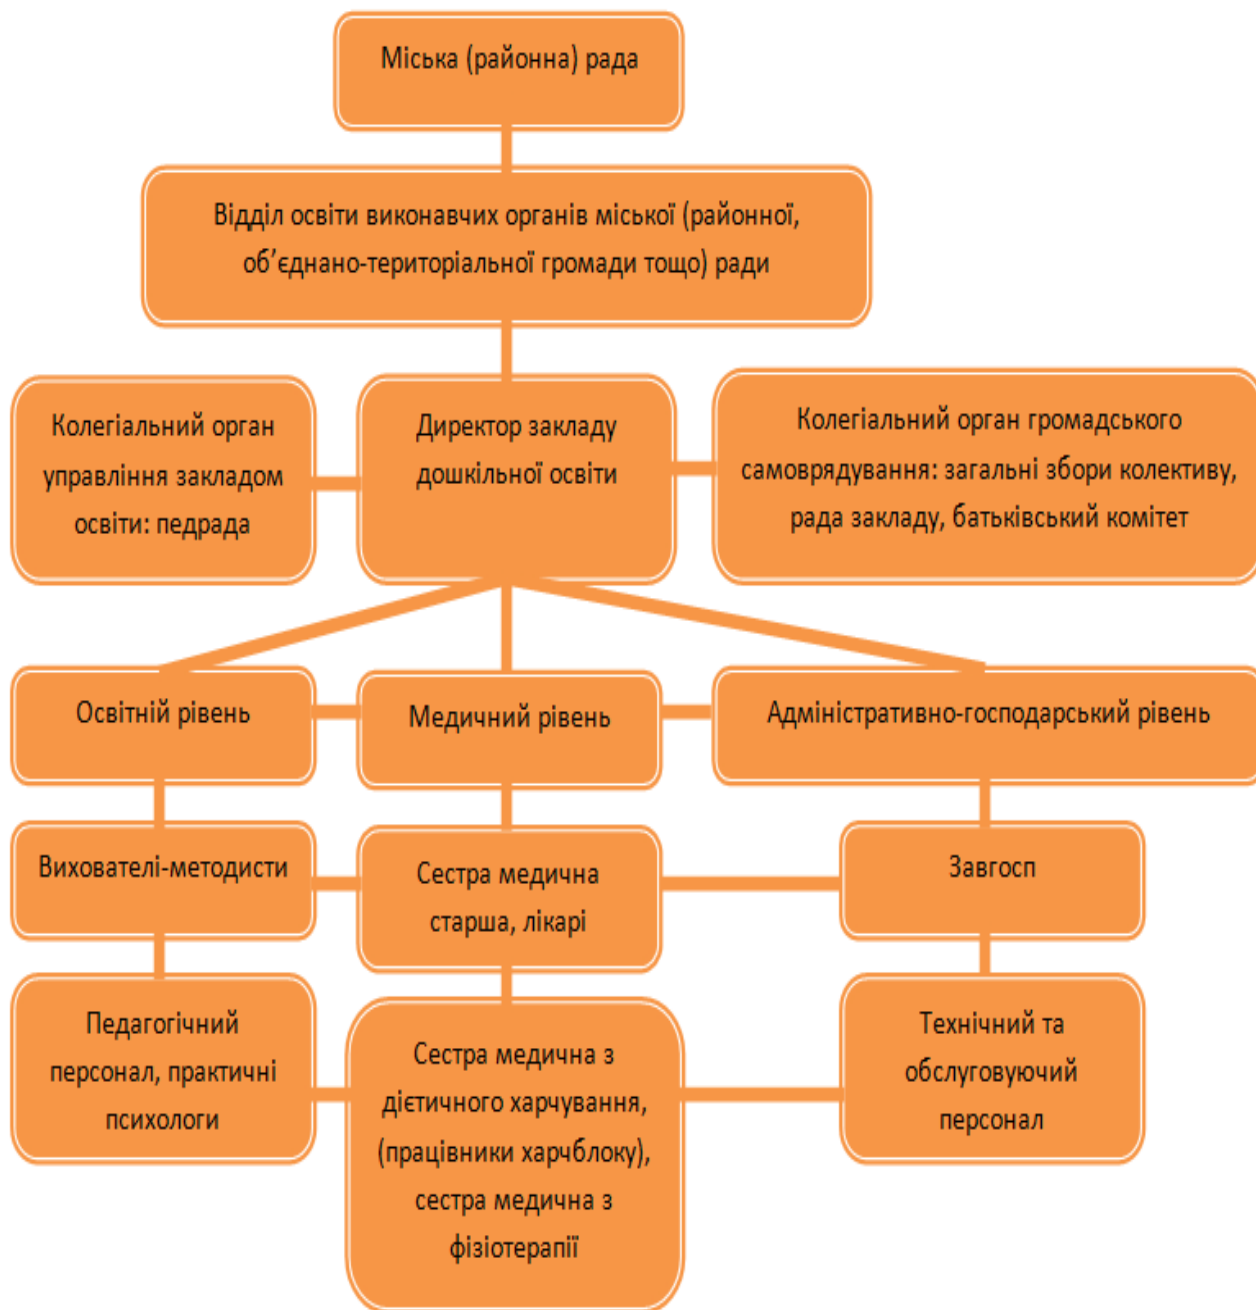 Міська (районна) рада
Відділ освіти виконавчих органів міської (районної,
об’єднано-територіальної громади тощо) ради
Колегіальний орган
управління закладом
освіти: педрада
Директор закладу
дошкільної освіти
Колегіальний орган громадського
самоврядування: загальні збори колективу,
рада закладу, батьківський комітет
Освітній рівень
Медичний рівень
Адміністративно-господарський рівень
Вихователі-методисти
Сестра медична
старша, лікарі
Завгосп
Педагогічний
персонал, практичні
психологи
Сестра медична з
дієтичного харчування,
(працівники харчблоку),
сестра медична з
фізіотерапії
Технічний та
обслуговуючий
персонал